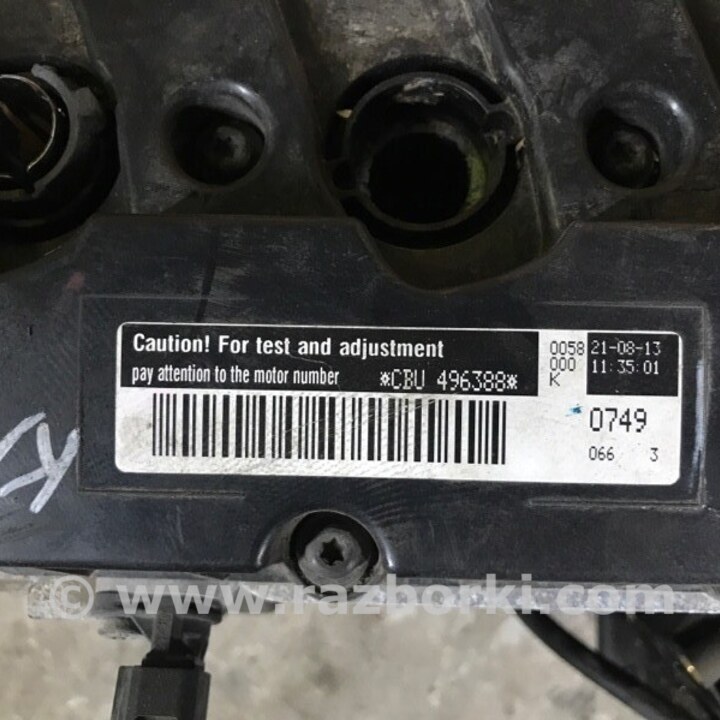 Caution! For test and adjustment
pay attention to the motor number *CBU 496388*
0058
000
K
21-08-13
11:35:01
0749
066 3
© www.razborki.com